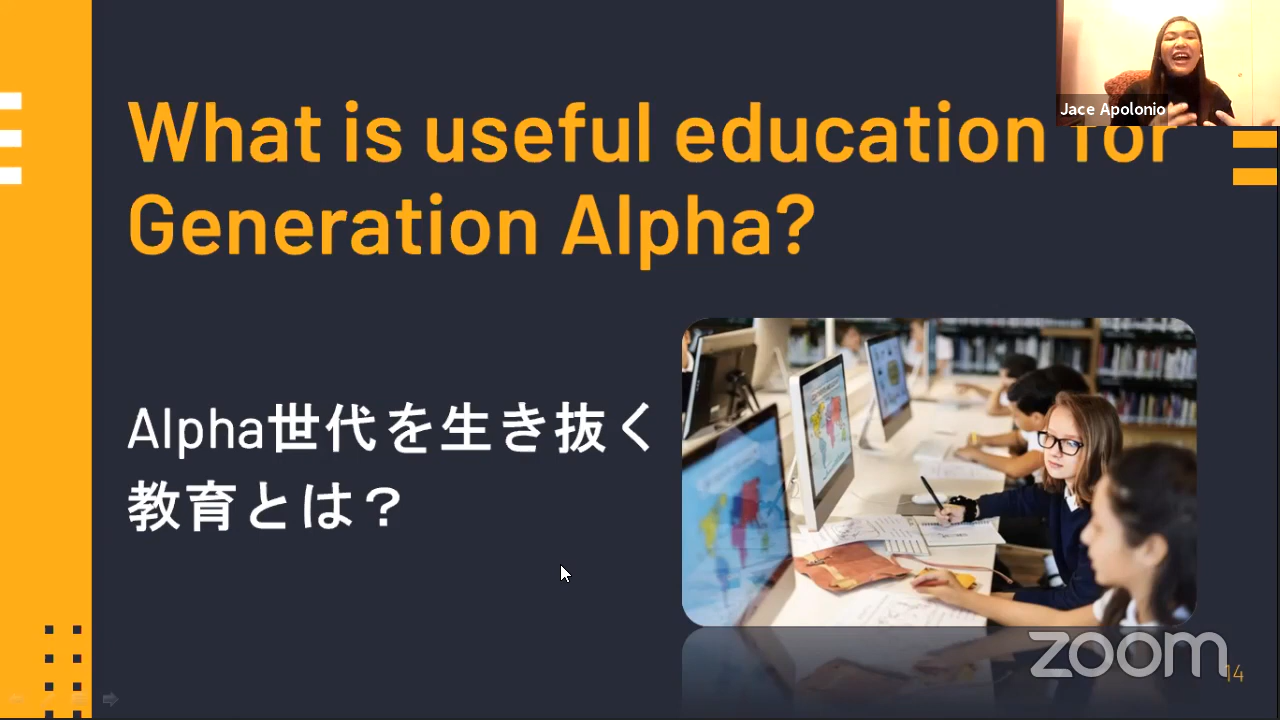 Jace Apolonio
What is useful education for
Generation Alpha?
Alpha世代を生き抜く
教育とは？
zoom
14